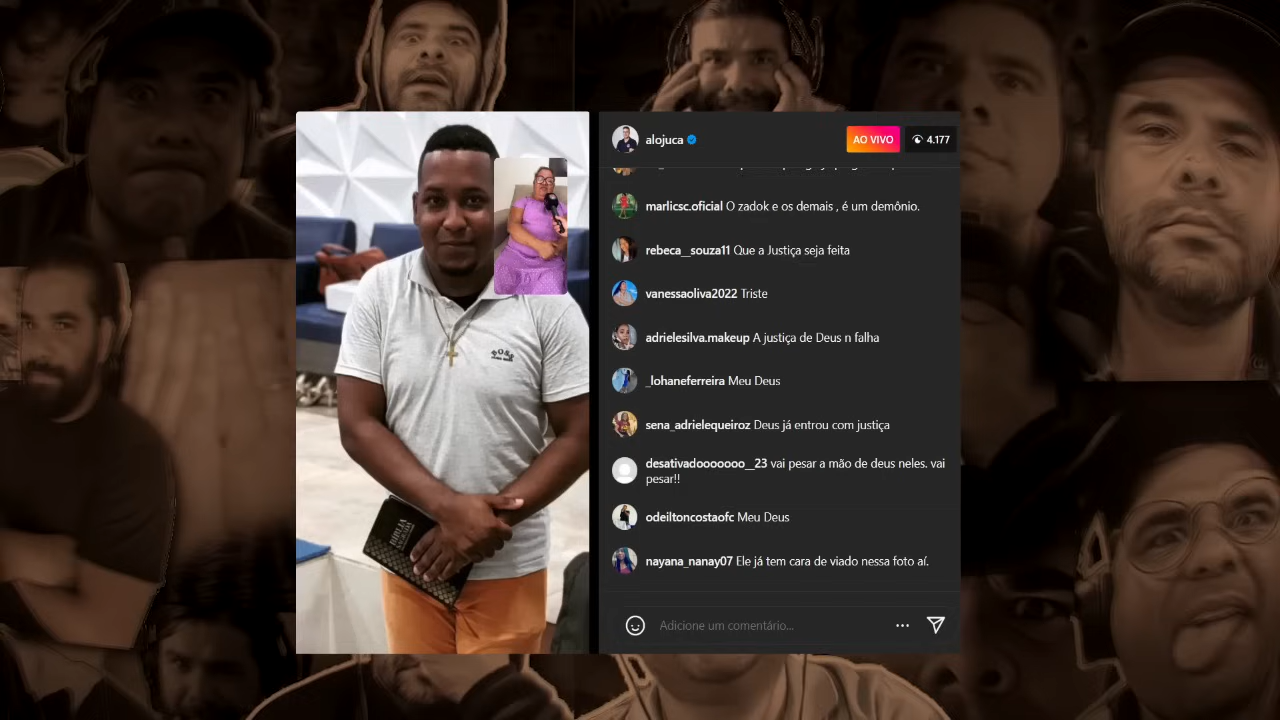 alojuca
AO VIVO
4.177
marlicsc.oficial O zadok e os demais , é um demônio.
rebeca__souza11 Que a Justiça seja feita
vanessaoliva2022 Triste
adrielesilva.makeup A justiça de Deus n falha
_lohaneferreira Meu Deus
sena_adrielequeiroz Deus já entrou com justiça
desativadooooooo__23 vai pesar a mão de deus neles. vai
pesar!!
odeiltoncostaofc Meu Deus
nayana_nanay07 Ele já tem cara de viado nessa foto aí.
Adicione um comentário...